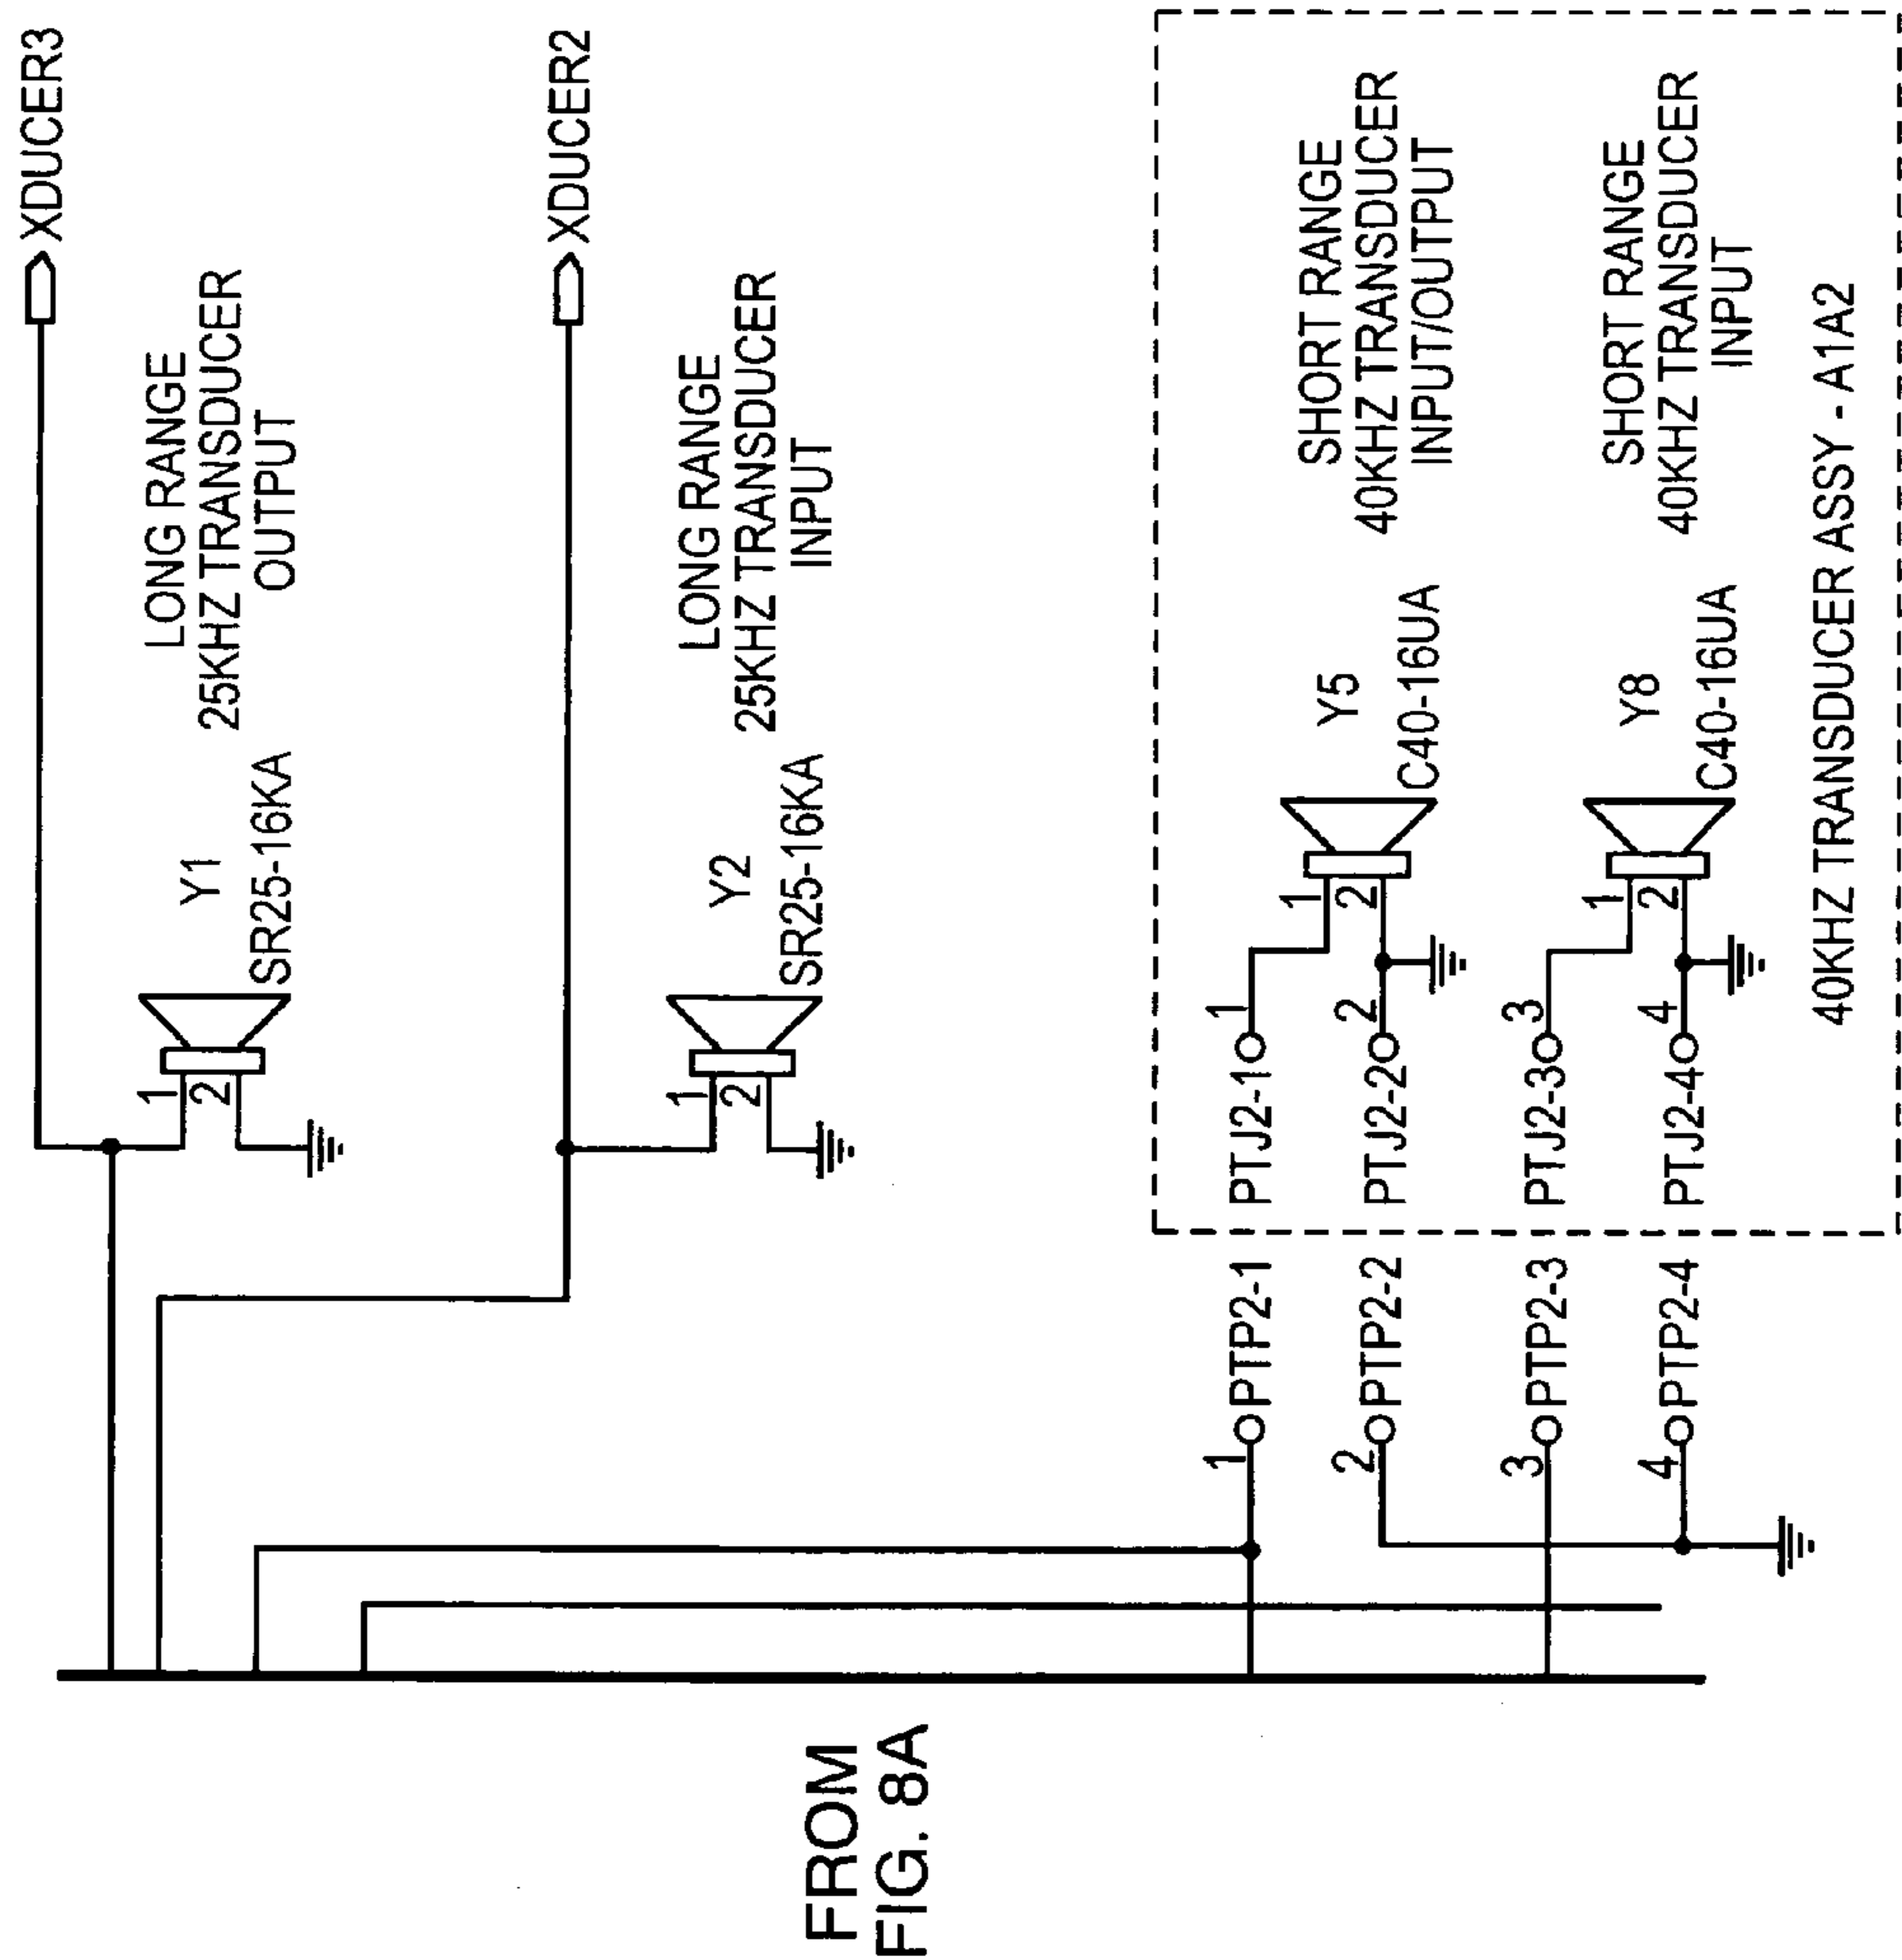 XDUCER3
LONG RANGE
25KHZ TRANSDUCER
OUTPUT
Y1
SR25-16KA
1
2
XDUCER2
LONG RANGE
25KHZ TRANSDUCER
INPUT
Y2
SR25-16KA
1
2
FROM
FIG. 8A
1
PTP2-1
PTJ2-1
1
1
2
Y5
C40-16UA
SHORT RANGE
40KHZ TRANSDUCER
INPUT/OUTPUT
2
PTP2-2
PTJ2-2
2
3
PTP2-3
PTJ2-3
3
1
2
Y8
C40-16UA
SHORT RANGE
40KHZ TRANSDUCER
INPUT
4
PTP2-4
PTJ2-4
4
40KHZ TRANSDUCER ASSY - A1A2